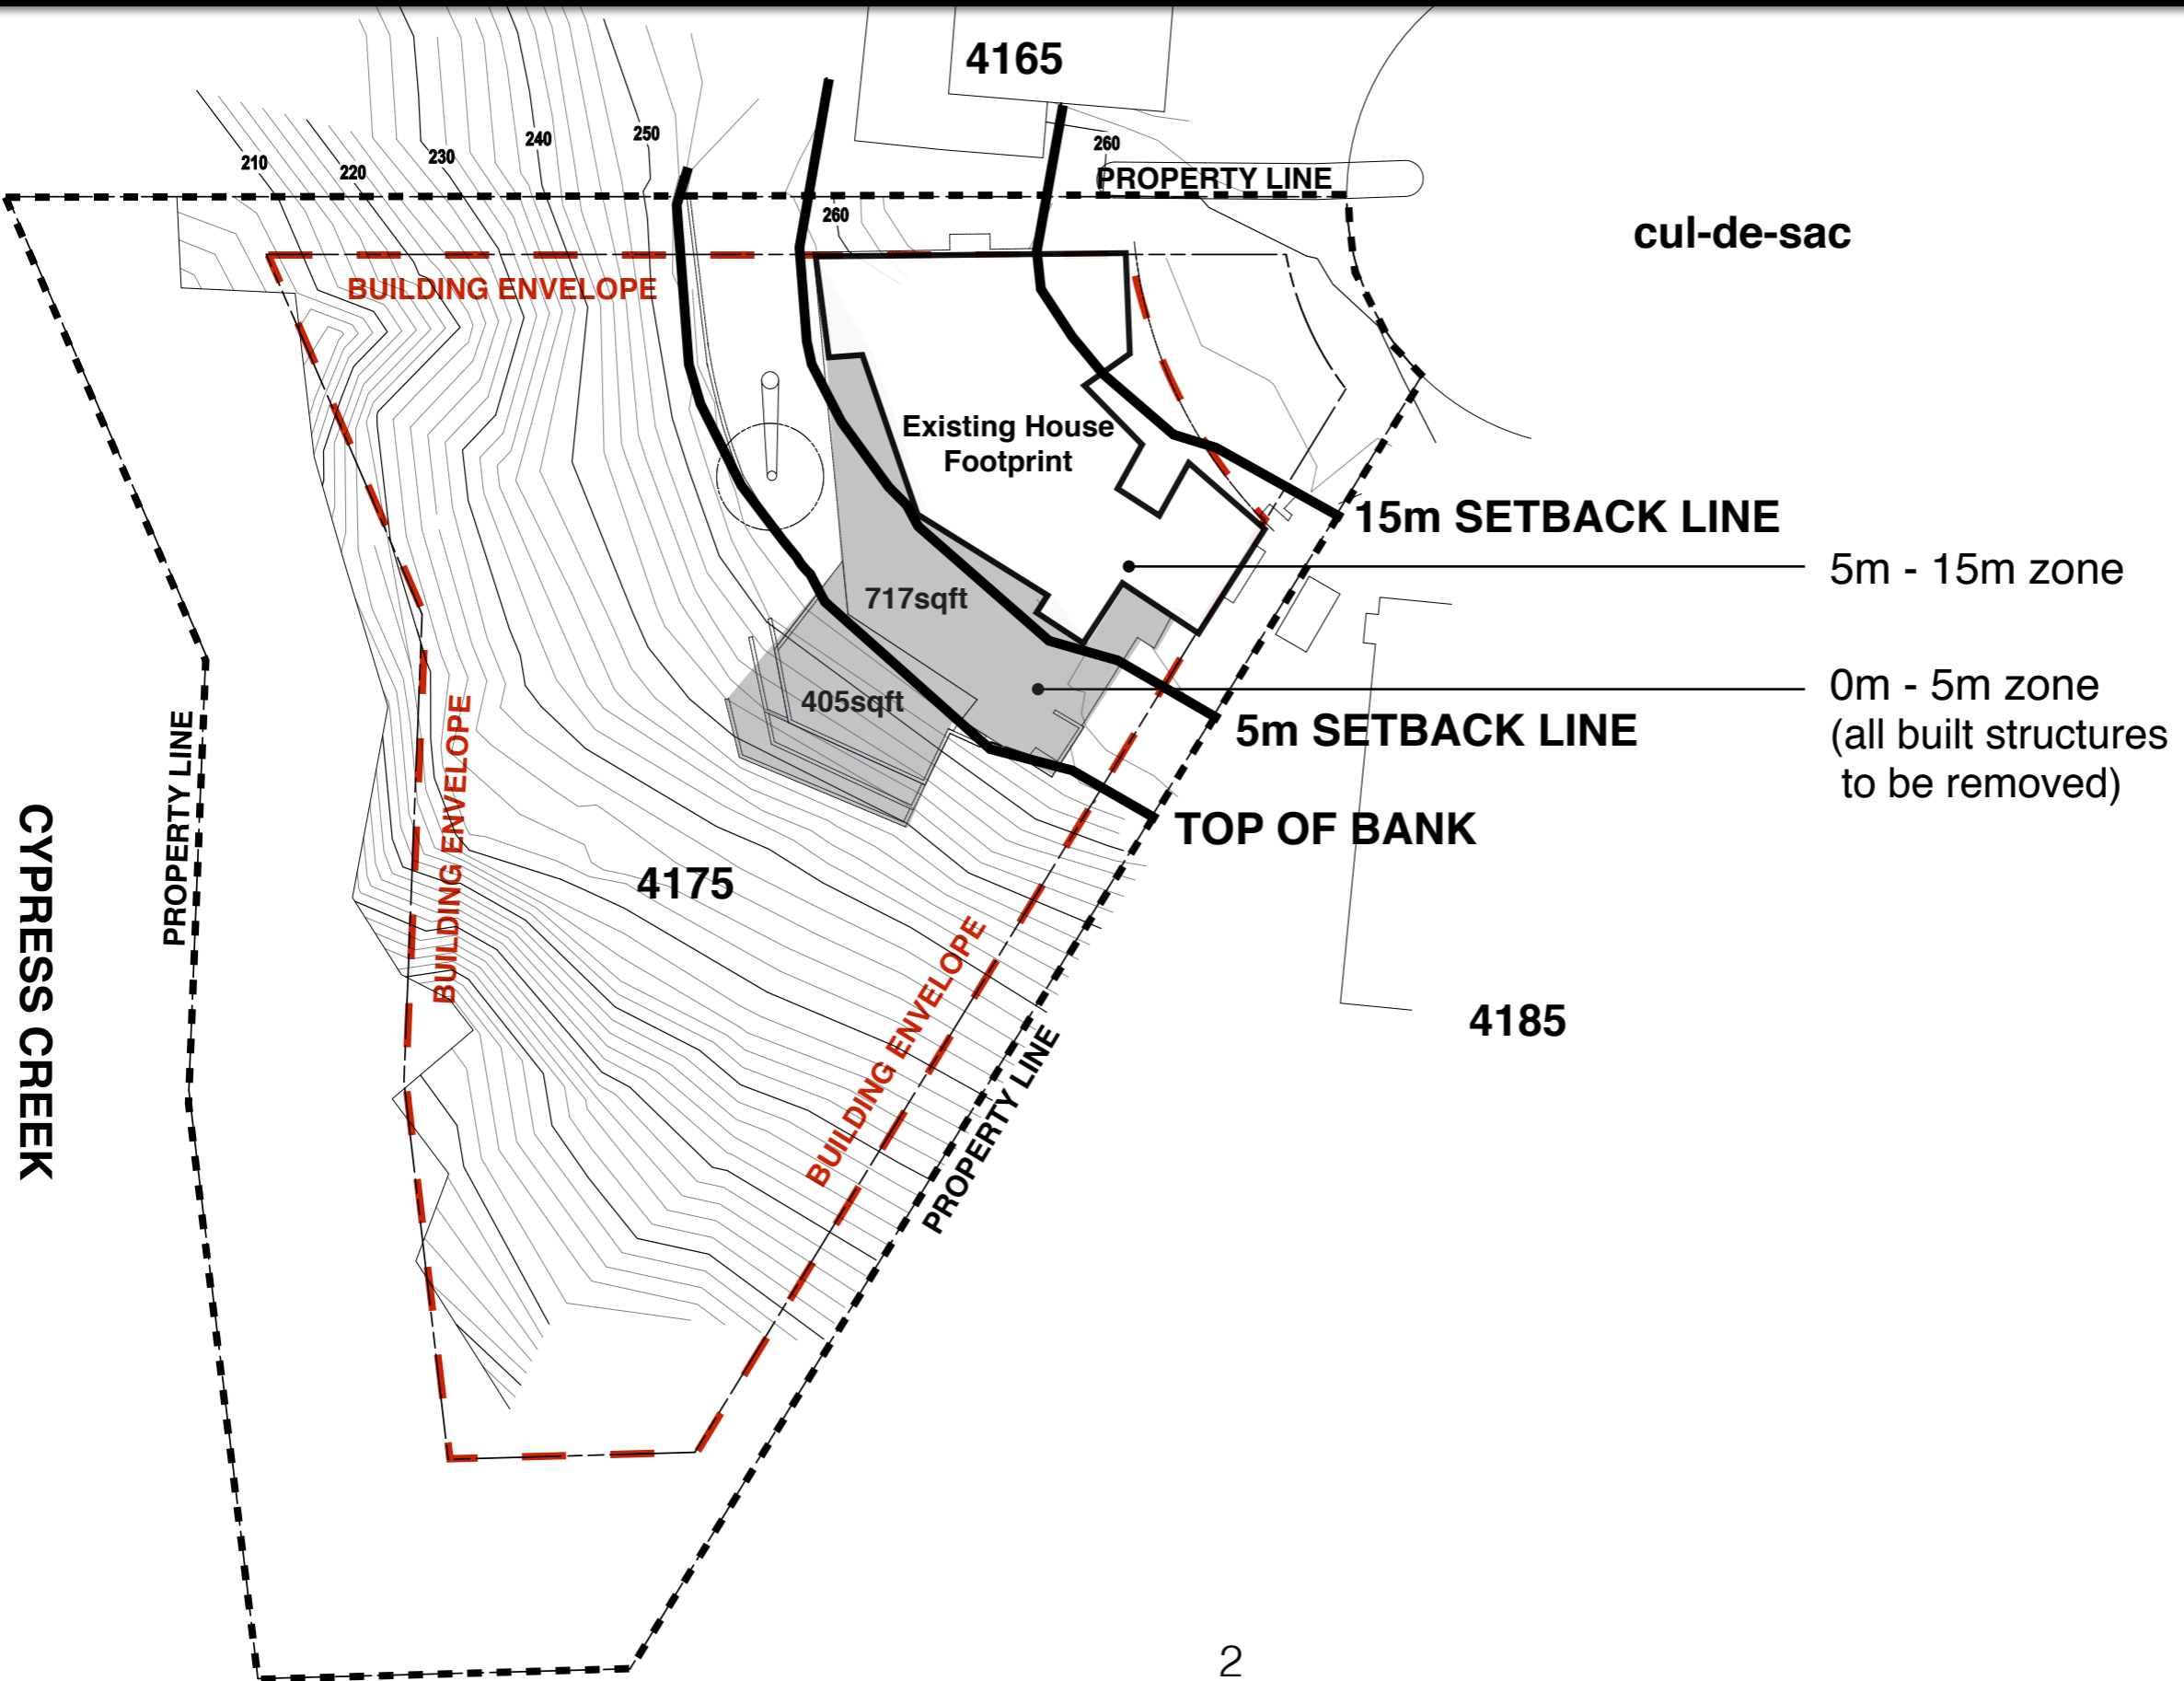 4165
250
240
260
230
210
220
PROPERTY LINE
260
cul-de-sac
BUILDING ENVELOPE
Existing House
Footprint
15m SETBACK LINE
5m - 15m zone
717sqft
0m - 5m zone
(all built structures
to be removed)
405sqft
5m SETBACK LINE
PROPERTY LINE
BUILDING ENVELOPE
TOP OF BANK
4175
CYPRESS CREEK
BUILDING ENVELOPE
4185
PROPERTY LINE
2